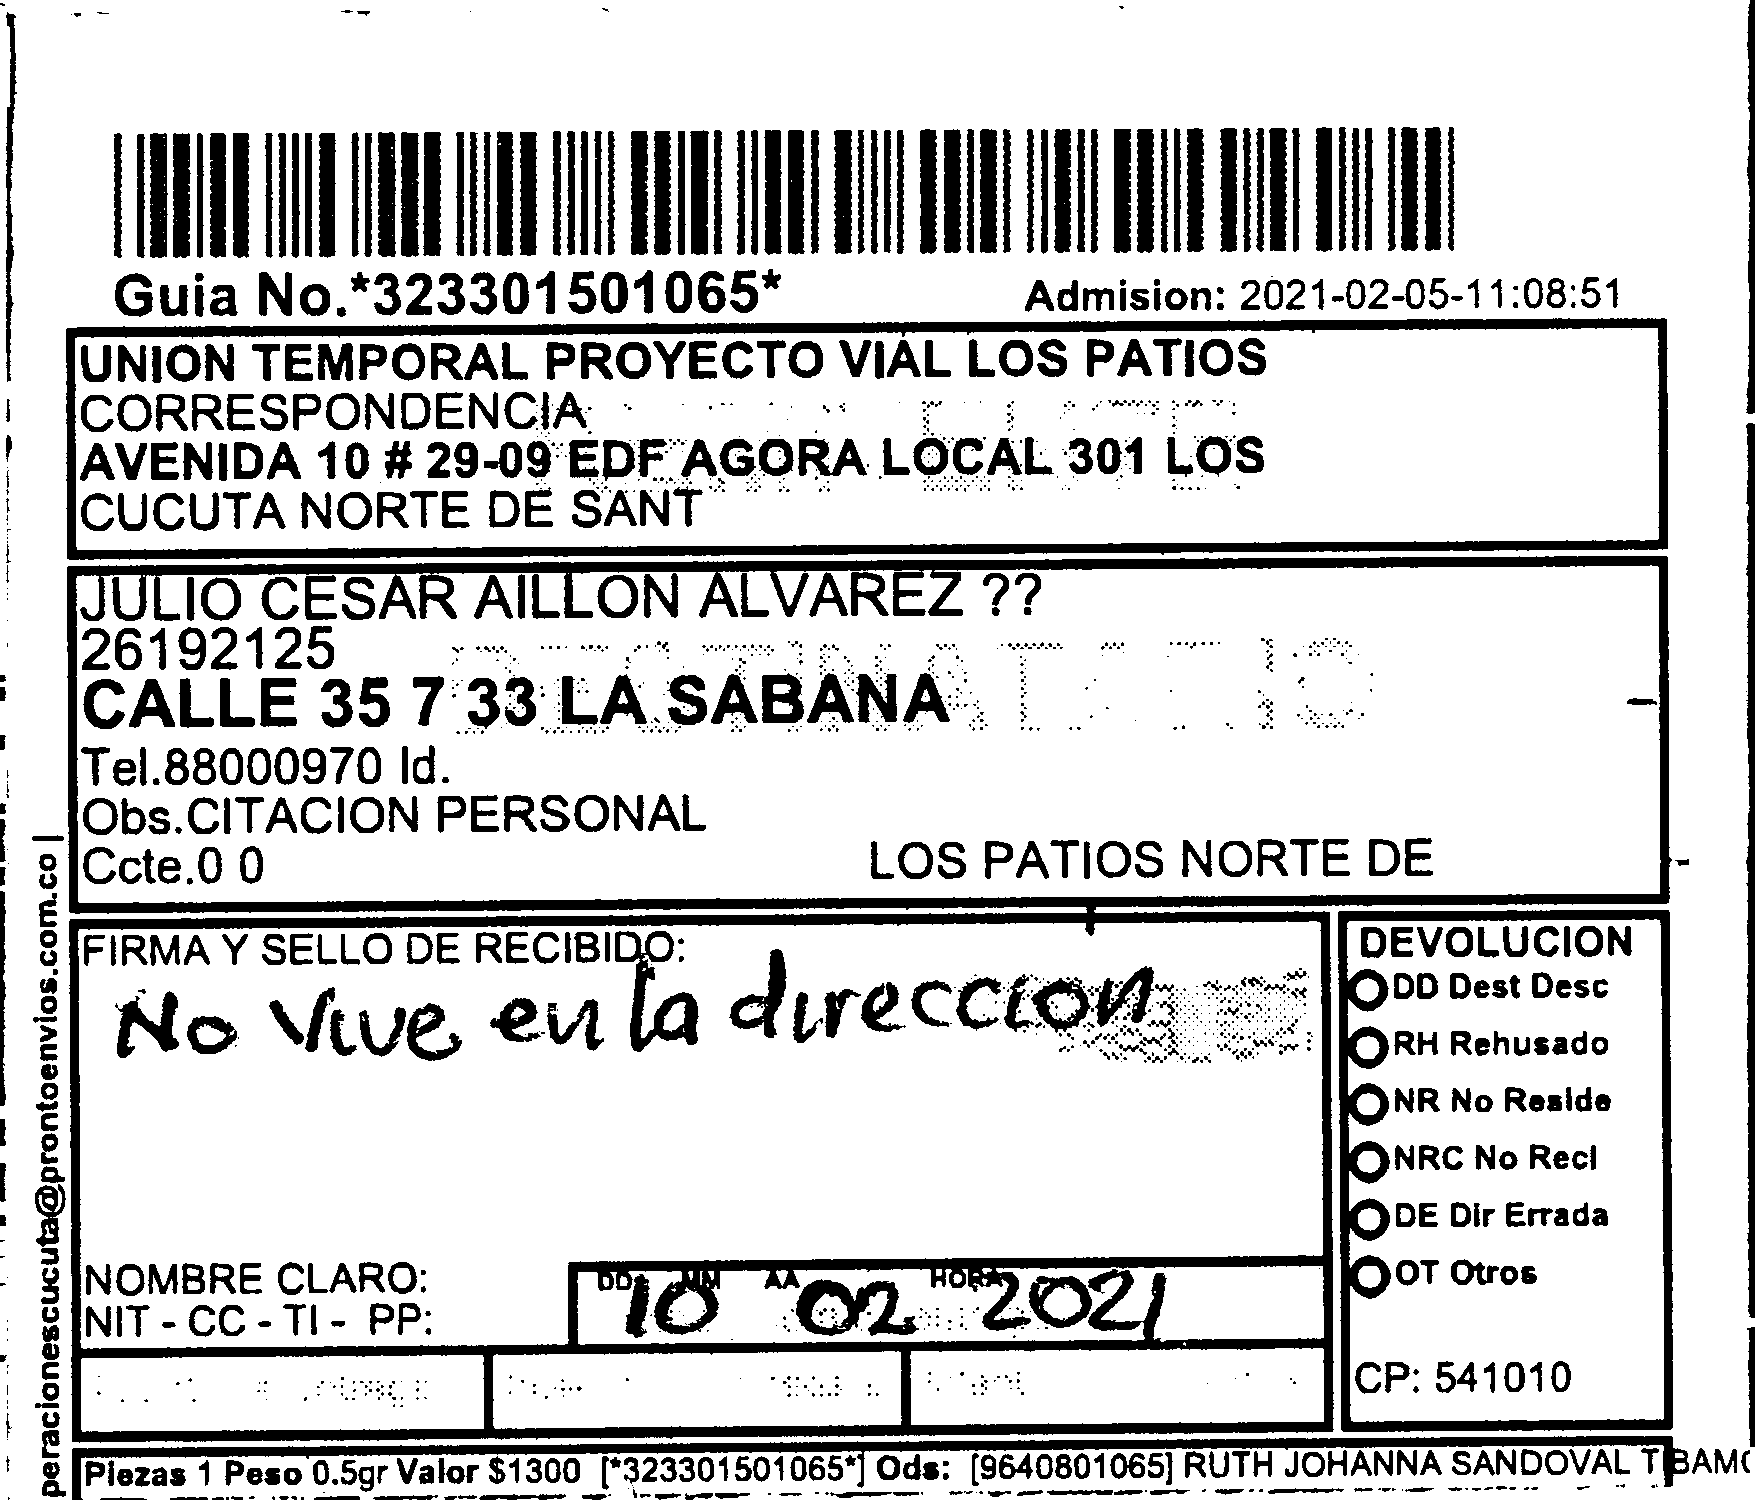 Guia No.*323301501065*
Admision: 2021-02-05-11:08:51
UNION TEMPORAL PROYECTO VIAL LOS PATIOS
CORRESPONDENCIA
AVENIDA 10 # 29-09 EDF AGORA LOCAL 301 LOS
CUCUTA NORTE DE SANT
JULIO CESAR AILLON ALVAREZ ??
26192125
DESTINATARIO
CALLE 35 7 33 LA SABANA
Tel.88000970 Id.
Obs.CITACION PERSONAL
Ccte.0 0
LOS PATIOS NORTE DE
FIRMA Y SELLO DE RECIBIDO:
No vive en la direccion
NOMBRE CLARO:
NIT - CC - TI - PP:
DD MM AA HORA
10 02 2021
DEVOLUCION
DD Dest Desc
RH Rehusado
NR No Reside
NRC No Reci
DE Dir Errada
OT Otros
CP: 541010
peracionescucuta@prontoenvios.com.co |
Piezas 1 Peso 0.5gr Valor $1300 [*323301501065*] Ods: [9640801065] RUTH JOHANNA SANDOVAL TIBAMO